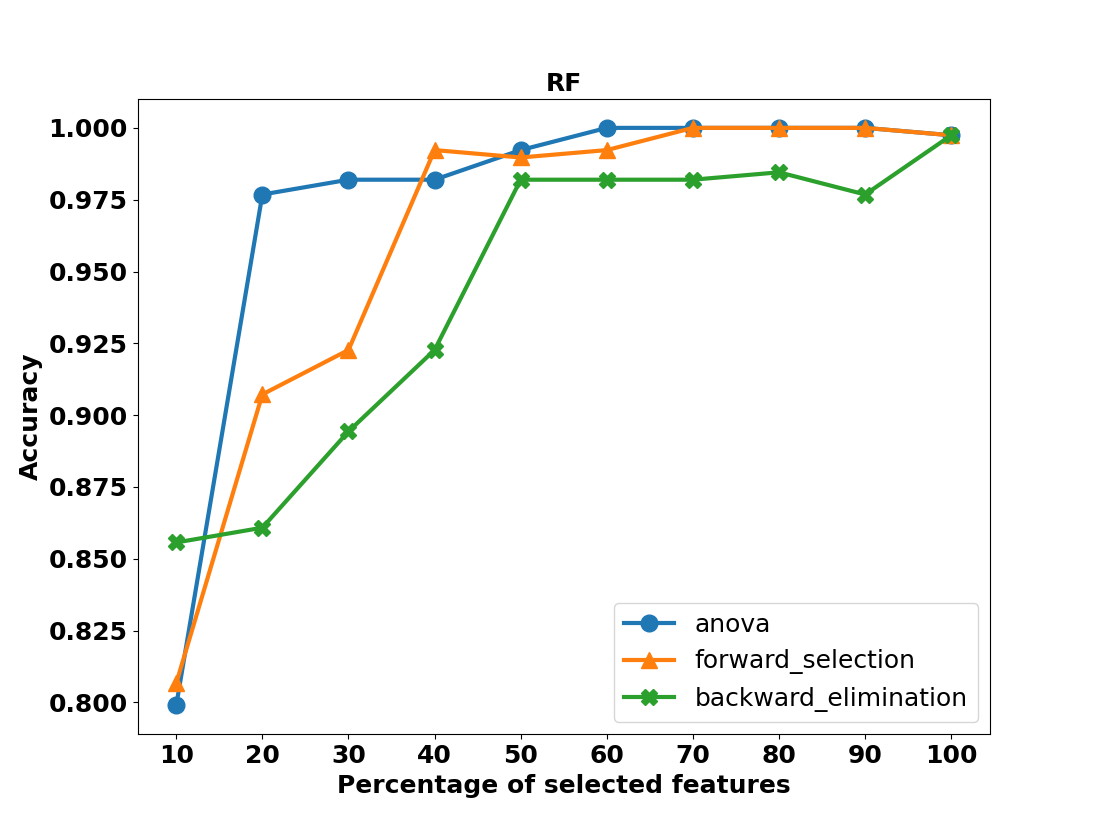 RF
1.000
0.975
0.950
0.925
0.900
0.875
0.850
0.825
0.800
Accuracy
anova
forward_selection
backward_elimination
10 20 30 40 50 60 70 80 90 100
Percentage of selected features